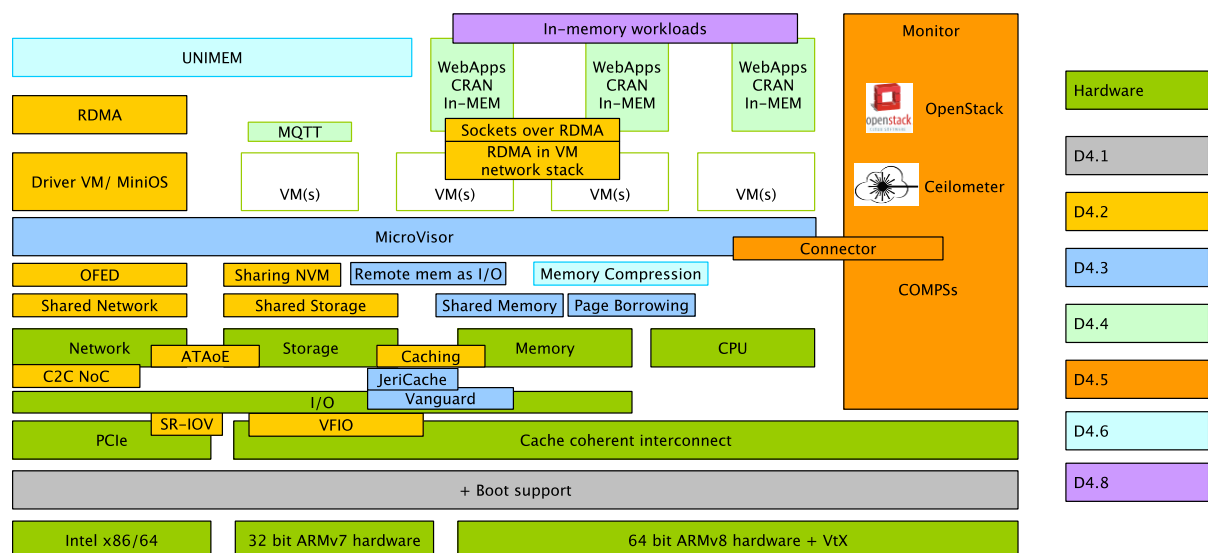 In-memory workloads
Monitor
UNIMEM
WebApps
CRAN
In-MEM
WebApps
CRAN
In-MEM
WebApps
CRAN
In-MEM
Hardware
openstack
CLOUD SOFTWARE
OpenStack
RDMA
MQTT
Sockets over RDMA
RDMA in VM
network stack
D4.1
Driver VM/ MiniOS
VM(s)
VM(s)
VM(s)
VM(s)
Ceilometer
D4.2
MicroVisor
Connector
D4.3
OFED
Sharing NVM
Remote mem as I/O
Memory Compression
COMPSs
Shared Network
Shared Storage
Shared Memory
Page Borrowing
D4.4
Network
ATAoE
Storage
Caching
Memory
CPU
C2C NoC
JeriCache
D4.5
I/O
Vanguard
SR-IOV
VFIO
D4.6
PCIe
Cache coherent interconnect
+ Boot support
D4.8
Intel x86/64
32 bit ARMv7 hardware
64 bit ARMv8 hardware + VtX